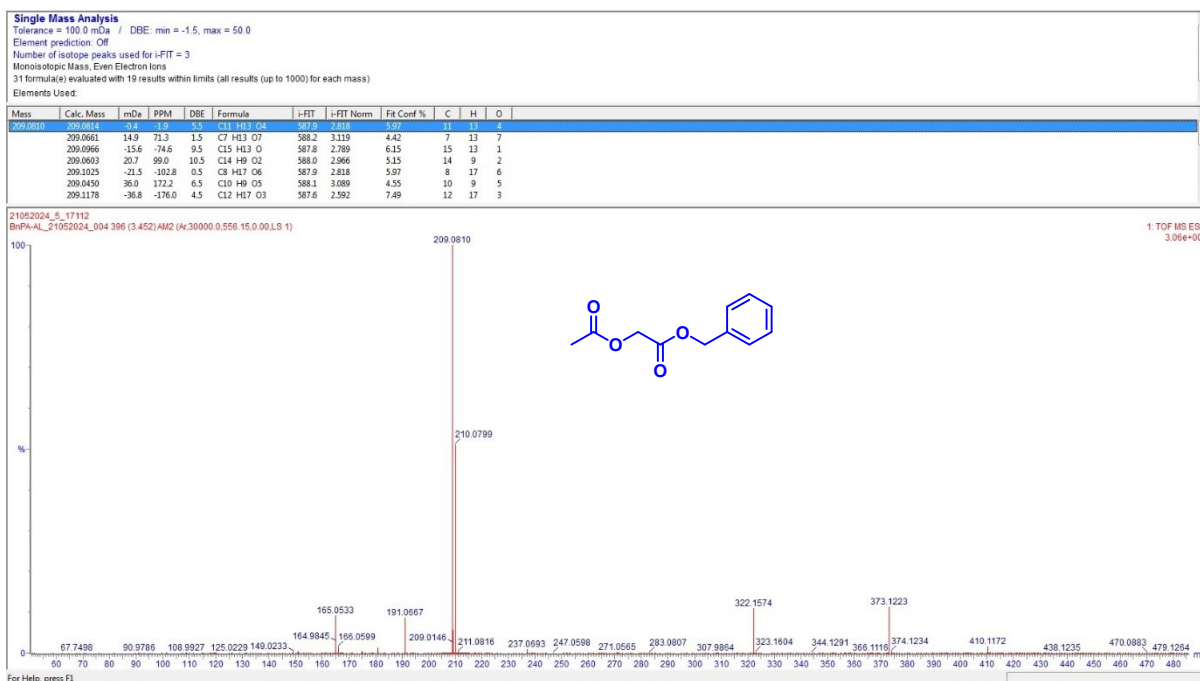 Single Mass Analysis
Tolerance = 100.0 mDa / DBE: min = -1.5, max = 50.0
Element prediction: Off
Number of isotope peaks used for i-FIT = 3
Monoisotopic Mass, Even Electron Ions
31 formula(e) evaluated with 19 results within limits (all results (up to 1000) for each mass)
Elements Used:
Mass Calc. Mass mDa PPM DBE Formula i-FIT i-FIT Norm Fit Conf % C H O
209.0810 209.0814 -0.4 -1.9 5.5 C11 H13 O4 587.9 2.818 5.97 11 13 4
209.0661 14.9 71.3 1.5 C7 H13 O7 588.2 3.119 4.42 7 13 7
209.0966 -15.6 -74.6 9.5 C15 H13 O 587.8 2.789 6.15 15 13 1
209.0603 20.7 99.0 10.5 C14 H9 O2 588.0 2.966 5.15 14 9 2
209.1025 -21.5 -102.8 0.5 C8 H17 O6 587.9 2.818 5.97 8 17 6
209.0450 36.0 172.2 6.5 C10 H9 O5 588.1 3.089 4.55 10 9 5
209.1178 -36.8 -176.0 4.5 C12 H17 O3 587.6 2.592 7.49 12 17 3
21052024_5_17112
BnPA-AL_21052024_004 396 (3.452) AM2 (Ar,30000.0,556.15,0.00,LS 1)
1: TOF MS ES
3.06e+00
100
209.0810
O
O
O
O
210.0799
%
322.1574
373.1223
165.0533
191.0667
164.9845
166.0599
209.0146
211.0816
67.7498
90.9786
108.9927
125.0229
149.0233
237.0693
247.0598
271.0565
283.0807
307.9864
323.1604
344.1291
366.1116
374.1234
410.1172
438.1235
470.0883
479.1264
0
60 70 80 90 100 110 120 130 140 150 160 170 180 190 200 210 220 230 240 250 260 270 280 290 300 310 320 330 340 350 360 370 380 390 400 410 420 430 440 450 460 470 480
For Help, press F1